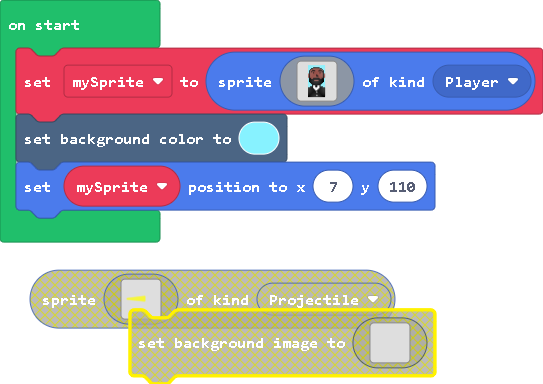 on start
set mySprite to sprite of kind Player
set background color to
set mySprite position to x 7 y 110
sprite of kind Projectile
set background image to